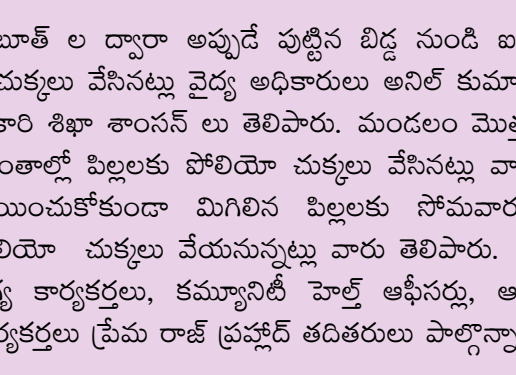 బూత్ ల ద్వారా అప్పుడే పుట్టిన బిడ్డ నుండి ఐ
చుక్కలు వేసినట్లు వైద్య అధికారులు అనిల్ కుమా
కారి శిఖా శాంసన్ లు తెలిపారు. మండలం మొత్త
ంతాల్లో పిల్లలకు పోలియో చుక్కలు వేసినట్లు వా
యించుకోకుండా మిగిలిన పిల్లలకు సోమవార
లియో చుక్కలు వేయనున్నట్లు వారు తెలిపారు.
్య కార్యకర్తలు, కమ్యూనిటీ హెల్త్ ఆఫీసర్లు, ఆ
ర్యకర్తలు ప్రేమ రాజ్ ప్రహ్లాద్ తదితరులు పాల్గొన్నా